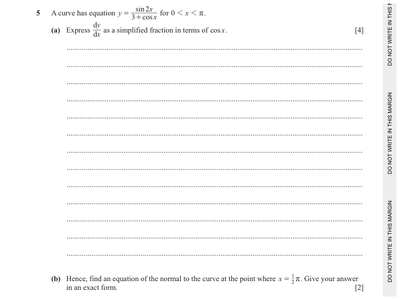 5 A curve has equation y = sin 2x / (3 + cos x) for 0 < x < π.
(a) Express dy/dx as a simplified fraction in terms of cos x. [4]
(b) Hence, find an equation of the normal to the curve at the point where x = 1/2 π. Give your answer
in an exact form. [2]
DO NOT WRITE IN THIS M
DO NOT WRITE IN THIS MARGIN
DO NOT WRITE IN THIS MARGIN